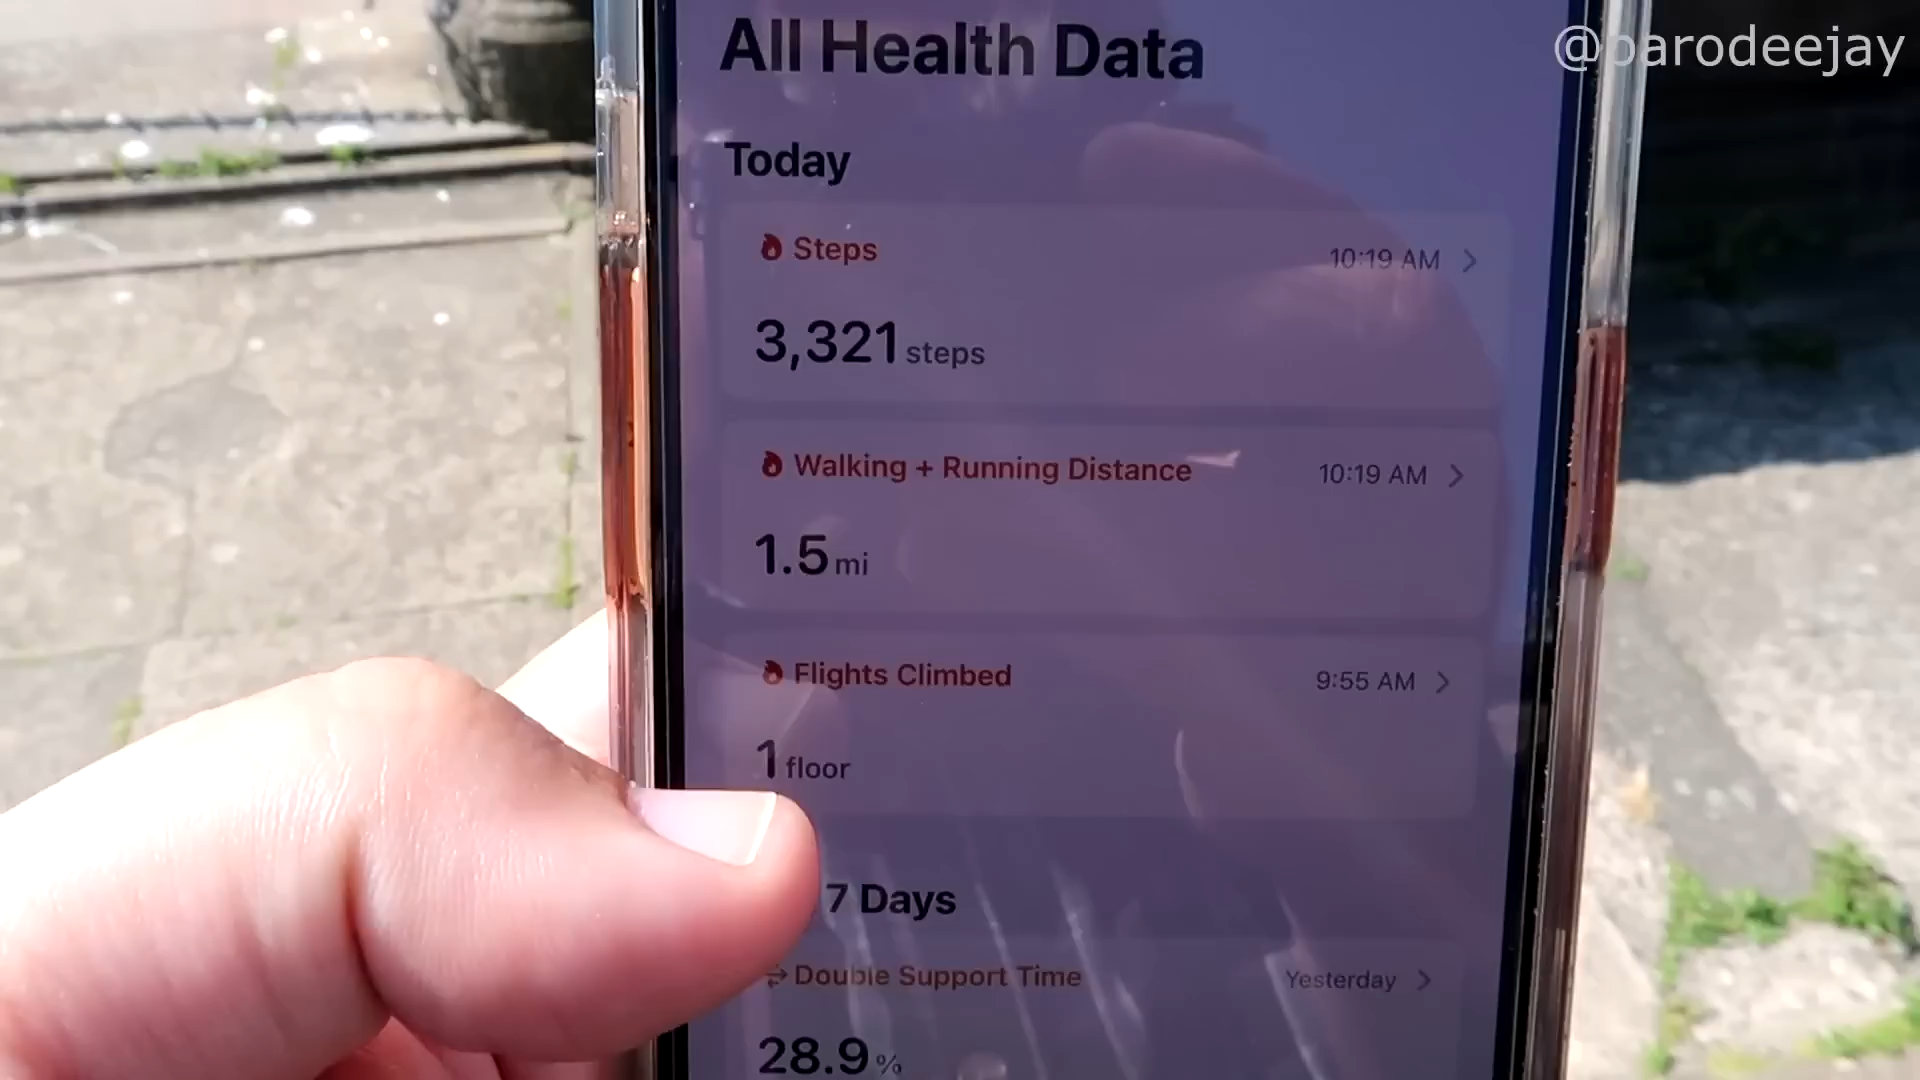 @barodeejay
All Health Data
Today
Steps 10:19 AM
3,321 steps
Walking + Running Distance 10:19 AM
1.5 mi
Flights Climbed 9:55 AM
1 floor
7 Days
Double Support Time Yesterday
28.9 %